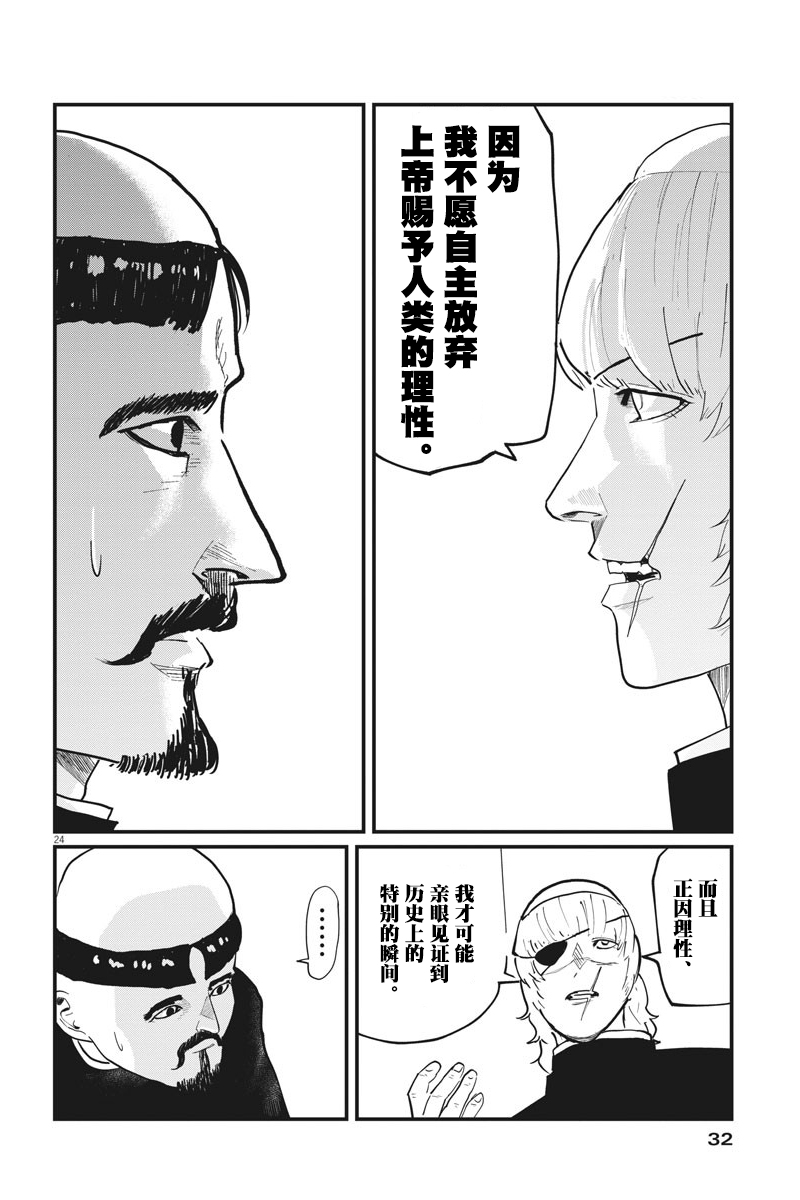 因为
我不愿自主放弃
上帝赐予人类的理性。
24
而且
正因理性、
我才可能
亲眼见证到
历史上的
特别的瞬间。
……
32